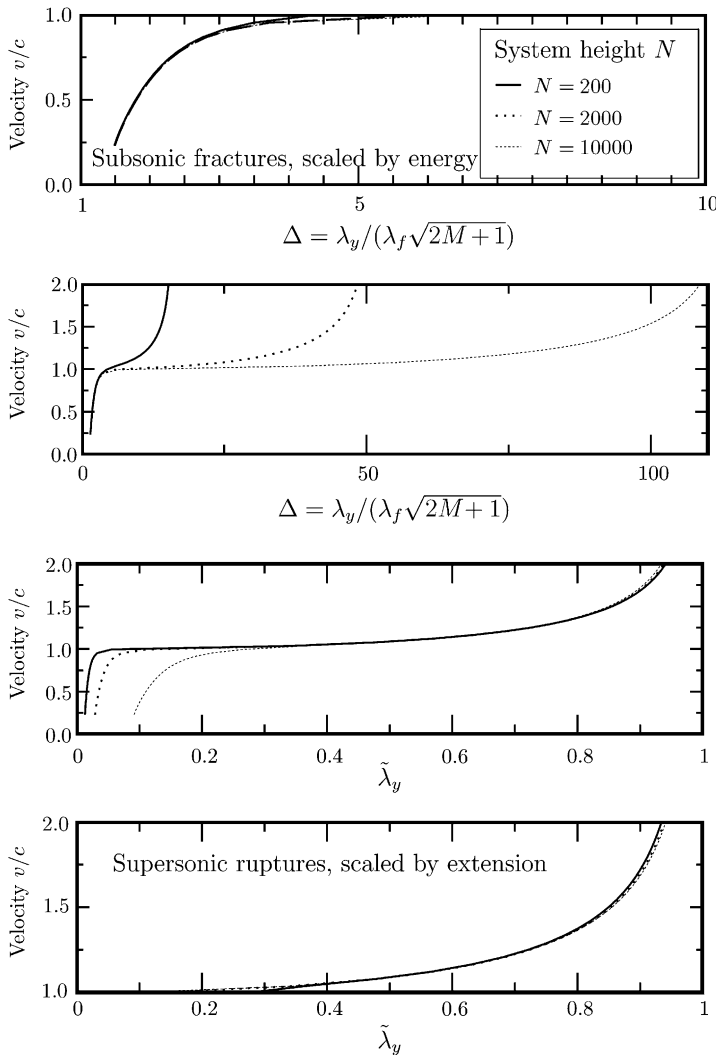 Velocity v/c
1.0
0.5
0.0
System height N
N = 200
N = 2000
N = 10000
Subsonic fractures, scaled by energy
1 5 10
Δ = λ_y/(λ_f√2M+1)
Velocity v/c
2.0
1.5
1.0
0.5
0.0
0 50 100
Δ = λ_y/(λ_f√2M+1)
Velocity v/c
2.0
1.5
1.0
0.5
0.0
0 0.2 0.4 0.6 0.8 1
λ̃_y
Velocity v/c
2.0
1.5
1.0
Supersonic ruptures, scaled by extension
0 0.2 0.4 0.6 0.8 1
λ̃_y